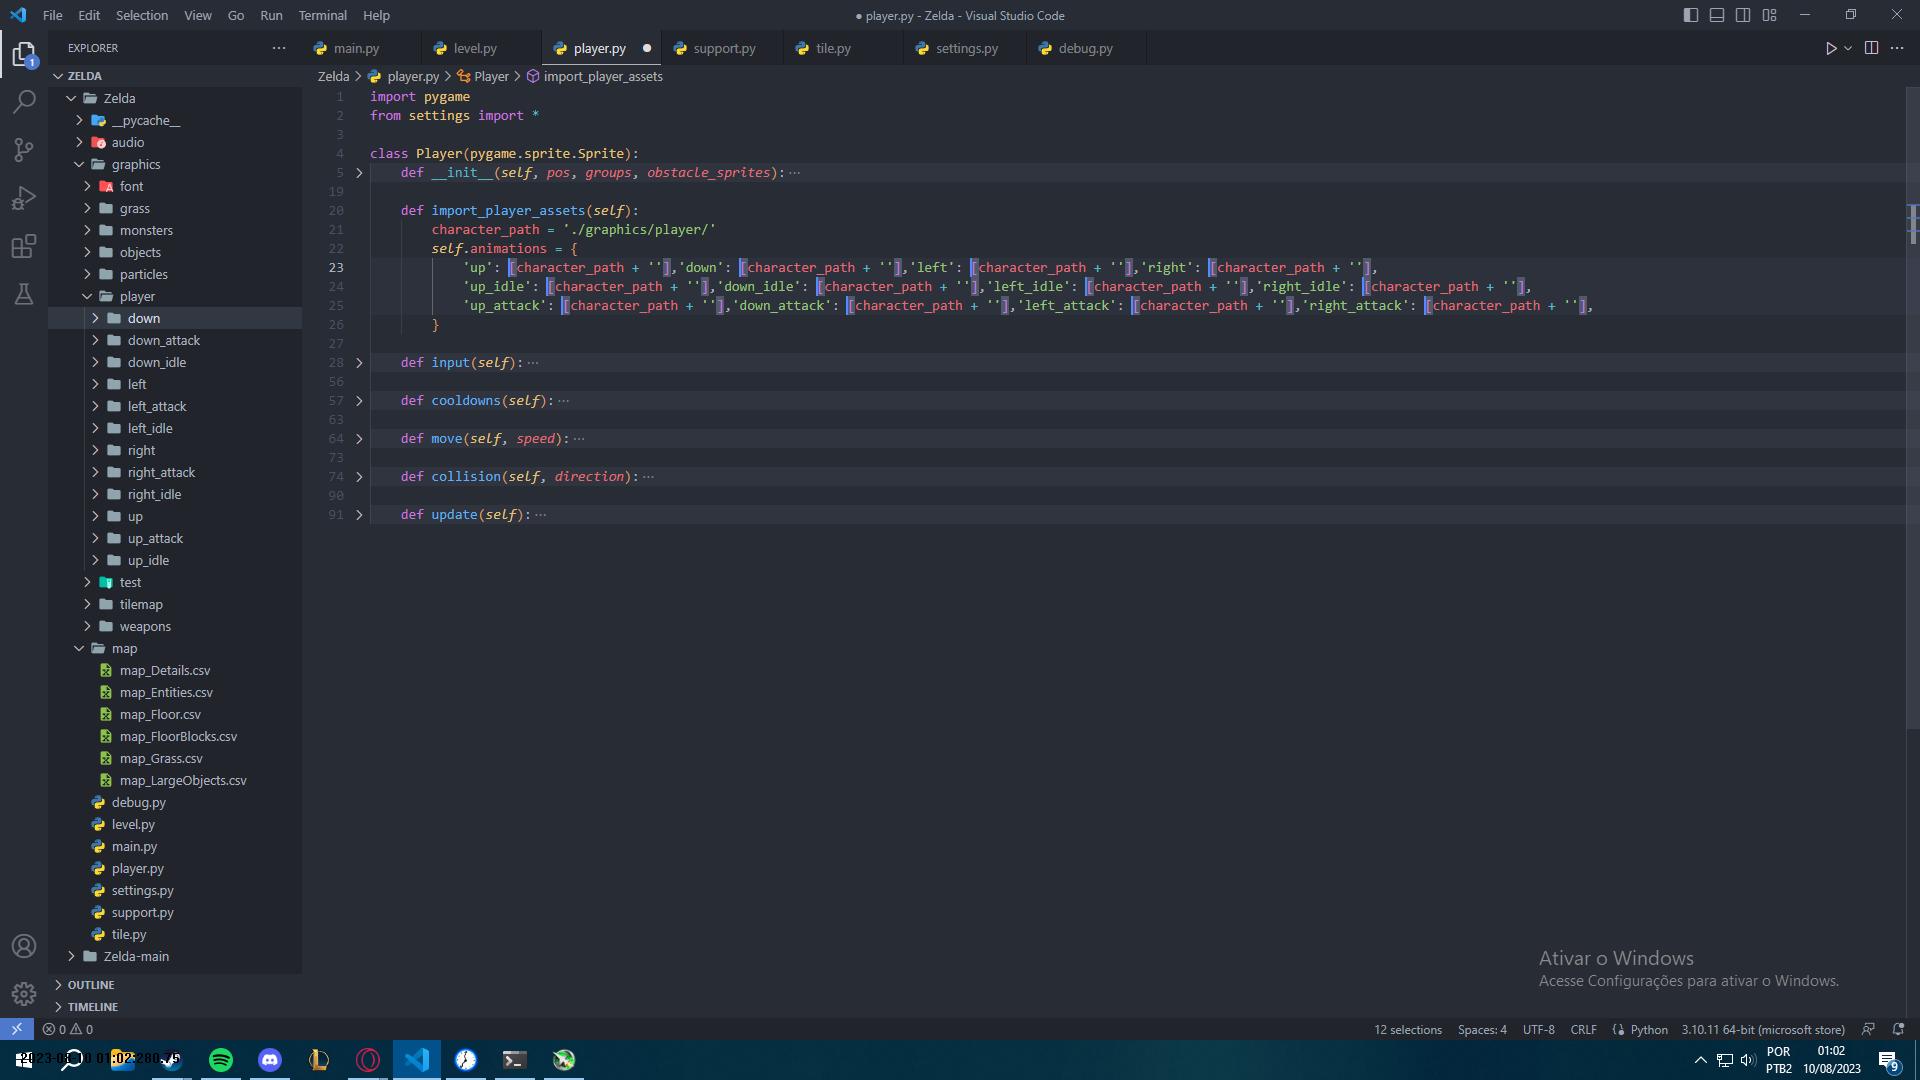 File Edit Selection View Go Run Terminal Help
● player.py - Zelda - Visual Studio Code
EXPLORER
main.py level.py player.py support.py tile.py settings.py debug.py
ZELDA
Zelda > player.py > Player > import_player_assets
Zelda
__pycache__
audio
graphics
font
grass
monsters
objects
particles
player
down
down_attack
down_idle
left
left_attack
left_idle
right
right_attack
right_idle
up
up_attack
up_idle
test
tilemap
weapons
map
map_Details.csv
map_Entities.csv
map_Floor.csv
map_FloorBlocks.csv
map_Grass.csv
map_LargeObjects.csv
debug.py
level.py
main.py
player.py
settings.py
support.py
tile.py
Zelda-main
OUTLINE
TIMELINE
1 import pygame
2 from settings import *
3
4 class Player(pygame.sprite.Sprite):
5 def __init__(self, pos, groups, obstacle_sprites):···
19
20 def import_player_assets(self):
21 character_path = './graphics/player/'
22 self.animations = {
23 'up': [character_path + ''],'down': [character_path + ''],'left': [character_path + ''],'right': [character_path + ''],
24 'up_idle': [character_path + ''],'down_idle': [character_path + ''],'left_idle': [character_path + ''],'right_idle': [character_path + ''],
25 'up_attack': [character_path + ''],'down_attack': [character_path + ''],'left_attack': [character_path + ''],'right_attack': [character_path + ''],
26 }
27
28 def input(self):···
56
57 def cooldowns(self):···
63
64 def move(self, speed):···
73
74 def collision(self, direction):···
90
91 def update(self):···
Ativar o Windows
Acesse Configurações para ativar o Windows.
0 0
12 selections Spaces: 4 UTF-8 CRLF Python 3.10.11 64-bit (microsoft store)
1
POR
PTB2
01:02
10/08/2023
9